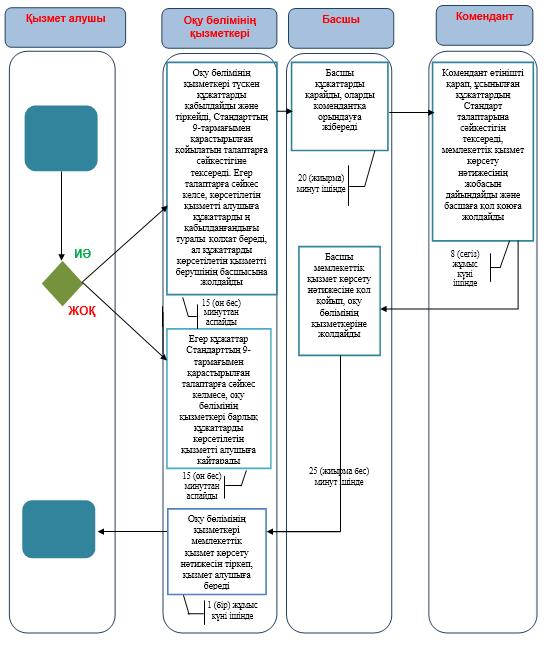 Қызмет алушы
Оқу бөлімінің
қызметкері
Басшы
Комендант
Оқу бөлімінің
қызметкері түскен
құжаттарды
қабылдайды және
тіркейді, Стандарттың
9-тармағымен
қарастырылған
қойылатын талаптарға
сәйкестігіне
тексереді. Егер
талаптарға сәйкес
келсе, көрсетілетін
қызметті алушыға
құжаттарды ң
қабылданғандығы
туралы қолхат береді,
ал құжаттарды
көрсетілетін қызметті
берушінің басшысына
жолдайды
Басшы
құжаттарды
қарайды, оларды
комендантқа
орындауға
жібереді
Комендант өтінішті
қарап, ұсынылған
құжаттардың
Стандарт
талаптарына
сәйкестігін
тексереді,
мемлекеттік қызмет
көрсету
нәтижесінің
жобасын
дайындайды және
басшаға қол қоюға
жолдайды
20 (жиырма)
минут ішінде
ИӘ
ЖОҚ
8 (сегіз)
жұмыс
күні
ішінде
Басшы
мемлекеттік
қызмет көрсету
нәтижесіне қол
қойып, оқу
бөлімінің
қызметкеріне
жолдайды
15 (он бес)
минуттан
аспайды
Егер құжаттар
Стандарттың 9-
тармағымен
қарастырылған
талаптарға сәйкес
келмесе, оқу
бөлімінің
қызметкері барлық
құжаттарды
көрсетілетін
қызметті алушыға
қайтарады
15 (он бес)
минуттан
аспайды
25 (жиырма бес)
минут ішінде
Оқу бөлімінің
қызметкері
мемлекеттік
қызмет көрсету
нәтижесін тіркеп,
қызмет алушыға
береді
1 (бір) жұмыс
күні ішінде